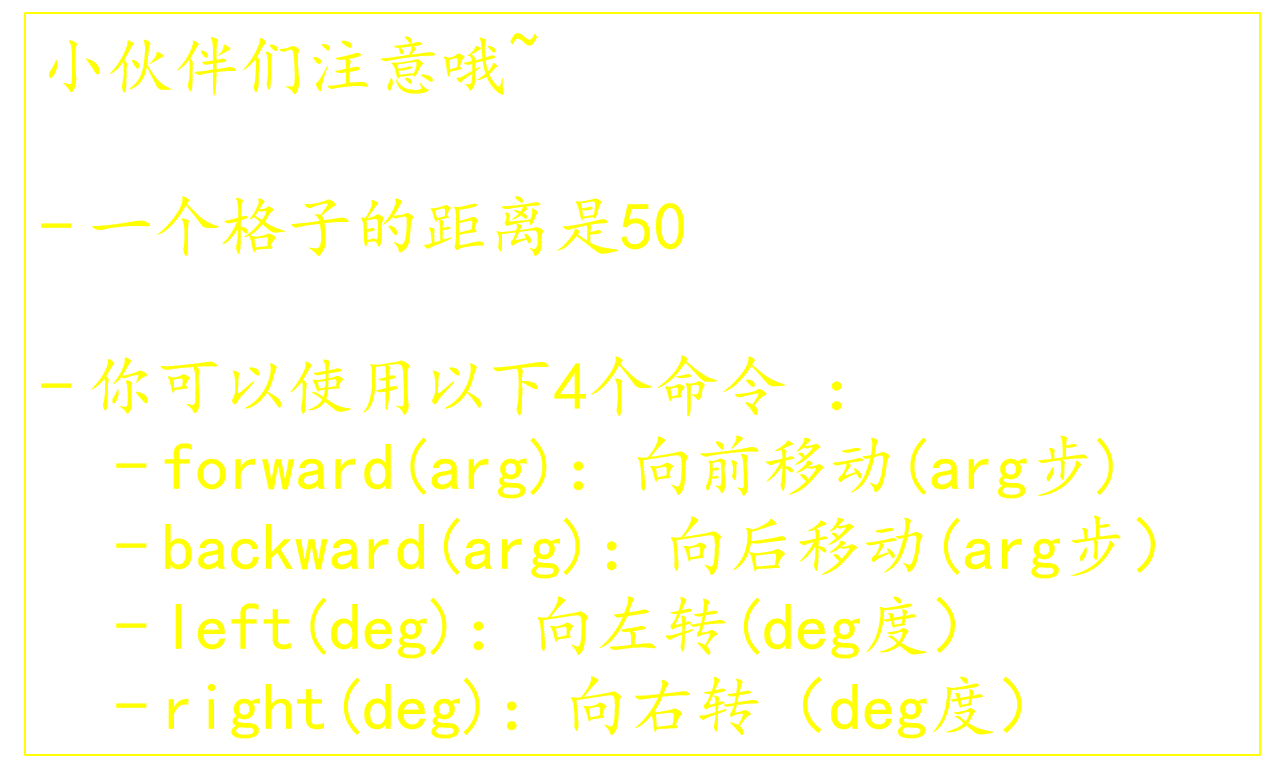 小伙伴们注意哦~
-一个格子的距离是50
-你可以使用以下4个命令 :
-forward(arg): 向前移动(arg步)
-backward(arg): 向后移动(arg步)
-left(deg): 向左转(deg度)
-right(deg): 向右转 (deg度)